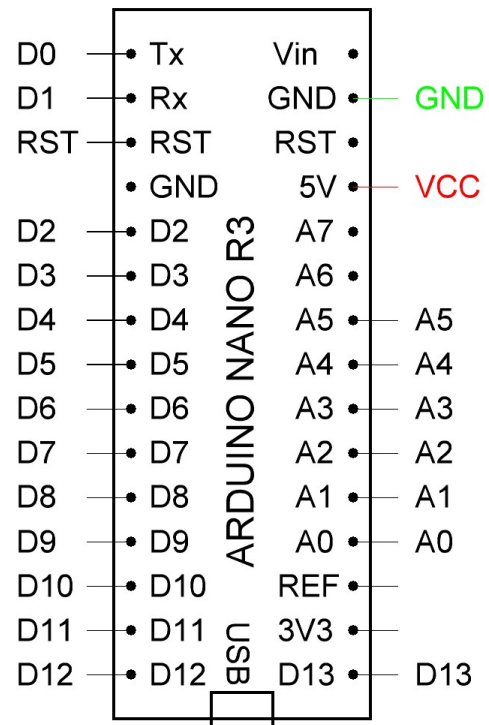 D0 Tx Vin
D1 Rx GND GND
RST RST RST
GND 5V VCC
D2 D2 A7
D3 D3 A6
D4 D4 A5 A5
D5 D5 A4 A4
D6 D6 A3 A3
D7 D7 A2 A2
D8 D8 A1 A1
D9 D9 A0 A0
D10 D10 REF
D11 D11 3V3
D12 D12 D13 D13
ARDUINO NANO R3
USB